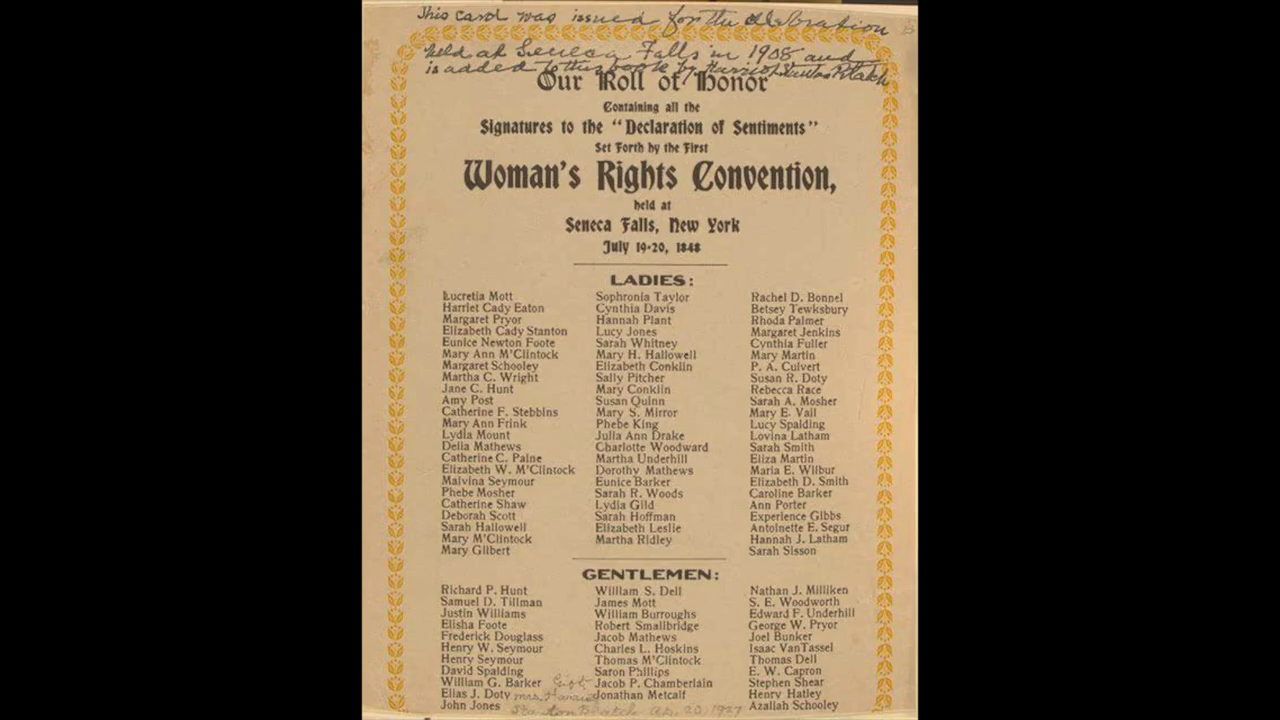 This card was issued for the celebration
held at Seneca Falls in 1908 and
is added to this book by Harriot Stanton Blatch
Our Roll of Honor
Containing all the
Signatures to the "Declaration of Sentiments"
Set Forth by the First
Woman's Rights Convention,
held at
Seneca Falls, New York
July 19-20, 1848
LADIES:
Lucretia Mott
Harriet Cady Eaton
Margaret Pryor
Elizabeth Cady Stanton
Eunice Newton Foote
Mary Ann M'Clintock
Margaret Schooley
Martha C. Wright
Jane C. Hunt
Amy Post
Catherine F. Stebbins
Mary Ann Frink
Lydia Mount
Delia Mathews
Catherine C. Paine
Elizabeth W. M'Clintock
Malvina Seymour
Phebe Mosher
Catherine Shaw
Deborah Scott
Sarah Hallowell
Mary M'Clintock
Mary Gilbert
Sophronia Taylor
Cynthia Davis
Hannah Plant
Lucy Jones
Sarah Whitney
Mary H. Hallowell
Elizabeth Conklin
Sally Pitcher
Mary Conklin
Susan Quinn
Mary S. Mirror
Phebe King
Julia Ann Drake
Charlotte Woodward
Martha Underhill
Dorothy Mathews
Eunice Barker
Sarah R. Woods
Lydia Gild
Sarah Hoffman
Elizabeth Leslie
Martha Ridley
Rachel D. Bonnel
Betsey Tewksbury
Rhoda Palmer
Margaret Jenkins
Cynthia Fuller
Mary Martin
P. A. Culvert
Susan R. Doty
Rebecca Race
Sarah A. Mosher
Mary E. Vail
Lucy Spalding
Lovina Latham
Sarah Smith
Eliza Martin
Maria E. Wilbur
Elizabeth D. Smith
Caroline Barker
Ann Porter
Experience Gibbs
Antoinette E. Segur
Hannah J. Latham
Sarah Sisson
GENTLEMEN:
Richard P. Hunt
Samuel D. Tillman
Justin Williams
Elisha Foote
Frederick Douglass
Henry W. Seymour
Henry Seymour
David Spalding
William G. Barker
Elias J. Doty
John Jones
William S. Dell
James Mott
William Burroughs
Robert Smallbridge
Jacob Mathews
Charles L. Hoskins
Thomas M'Clintock
Saron Phillips
Jacob P. Chamberlain
Jonathan Metcalf
Nathan J. Milliken
S. E. Woodworth
Edward F. Underhill
George W. Pryor
Joel Bunker
Isaac VanTassel
Thomas Dell
E. W. Capron
Stephen Shear
Henry Hatley
Azaliah Schooley
Gift
Mrs. Harriot
Stanton Blatch Ap. 20. 1937